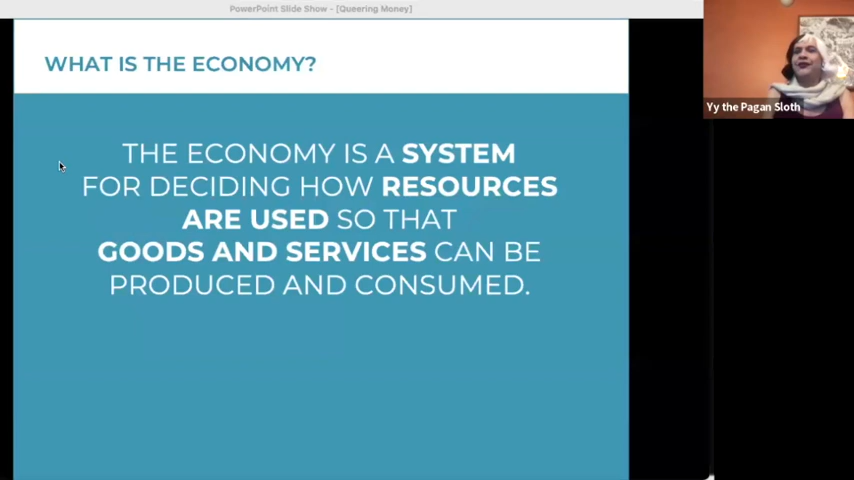 PowerPoint Slide Show - [Queering Money]
WHAT IS THE ECONOMY?
Yy the Pagan Sloth
THE ECONOMY IS A SYSTEM
FOR DECIDING HOW RESOURCES
ARE USED SO THAT
GOODS AND SERVICES CAN BE
PRODUCED AND CONSUMED.